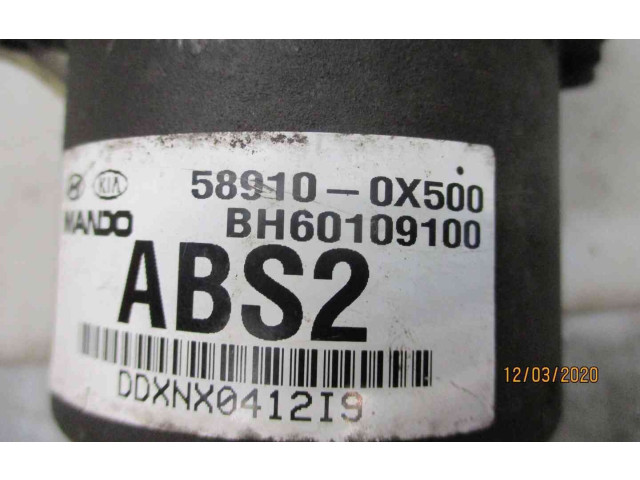 58910-0X500
KIA
MANDO
BH60109100
ABS2
DDXNX0412I9
12/03/2020